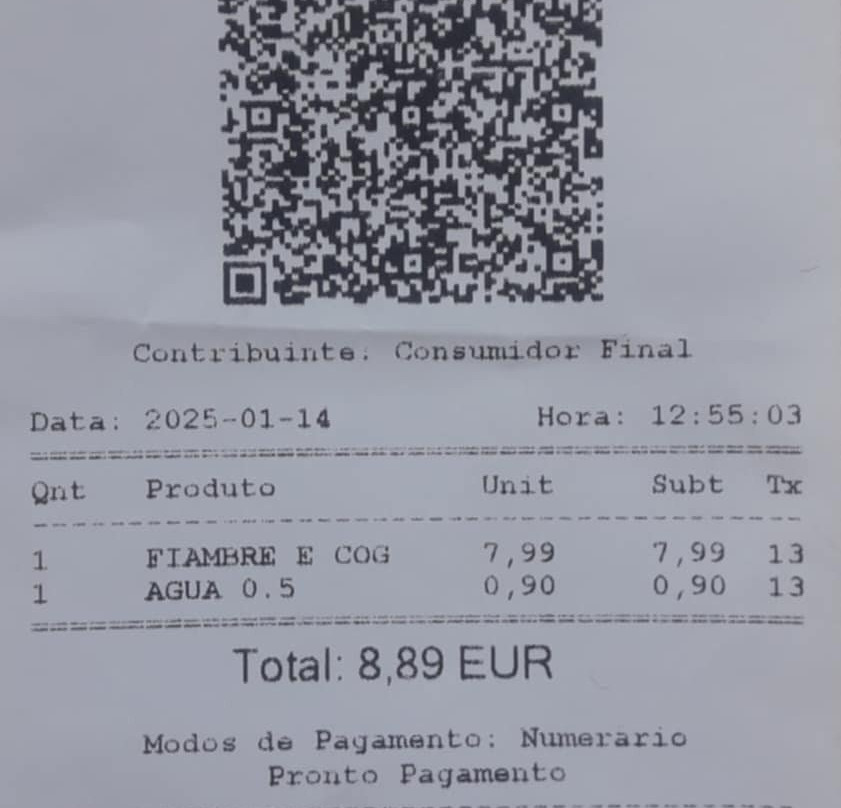 Contribuinte: Consumidor Final
Data: 2025-01-14 Hora: 12:55:03
Qnt Produto Unit Subt Tx
1 FIAMBRE E COG 7,99 7,99 13
1 AGUA 0.5 0,90 0,90 13
Total: 8,89 EUR
Modos de Pagamento: Numerario
Pronto Pagamento